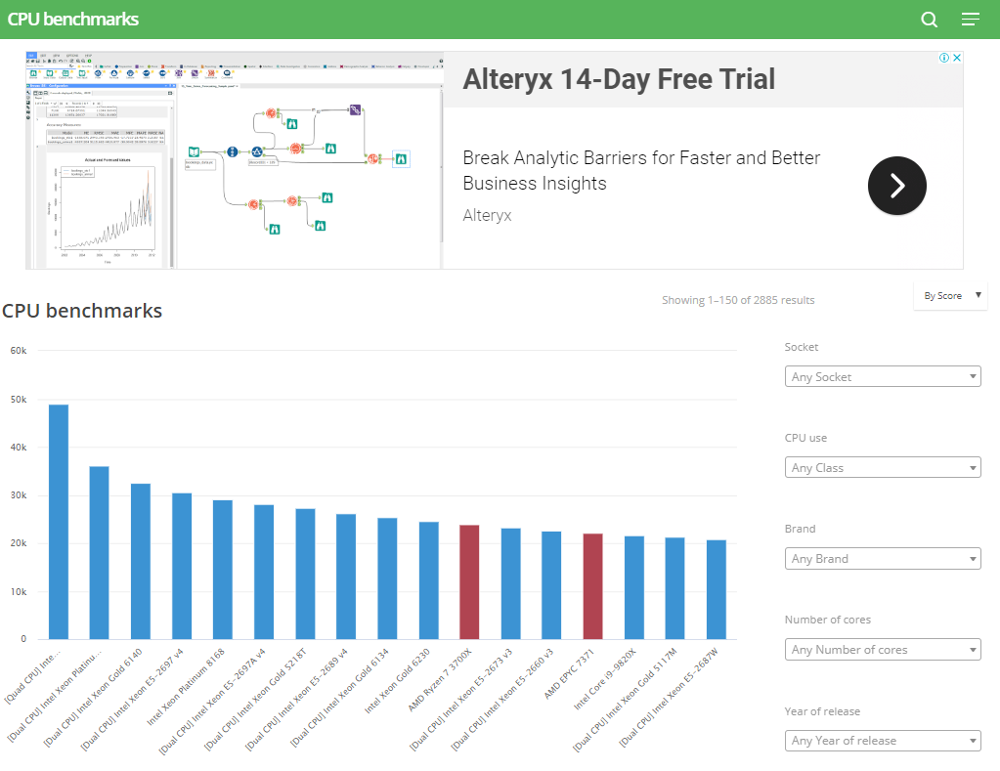 CPU benchmarks
Alteryx 14-Day Free Trial
Break Analytic Barriers for Faster and Better
Business Insights
Alteryx
Accuracy Measures:
Actual and Forecast Values
CPU benchmarks
Showing 1–150 of 2885 results
By Score
60k
50k
40k
30k
20k
10k
0
[Quad CPU] Inte...
[Dual CPU] Intel Xeon Platinu...
[Dual CPU] Intel Xeon Gold 6140
[Dual CPU] Intel Xeon E5-2697 v4
Intel Xeon Platinum 8168
[Dual CPU] Intel Xeon E5-2697A v4
[Dual CPU] Intel Xeon Gold 5218T
[Dual CPU] Intel Xeon E5-2689 v4
[Dual CPU] Intel Xeon Gold 6134
Intel Xeon Gold 6230
AMD Ryzen 7 3700X
[Dual CPU] Intel Xeon E5-2673 v3
[Dual CPU] Intel Xeon E5-2660 v3
AMD EPYC 7371
Intel Core i9-9820X
[Dual CPU] Intel Xeon Gold 5117M
[Dual CPU] Intel Xeon E5-2687W
Socket
Any Socket
CPU use
Any Class
Brand
Any Brand
Number of cores
Any Number of cores
Year of release
Any Year of release